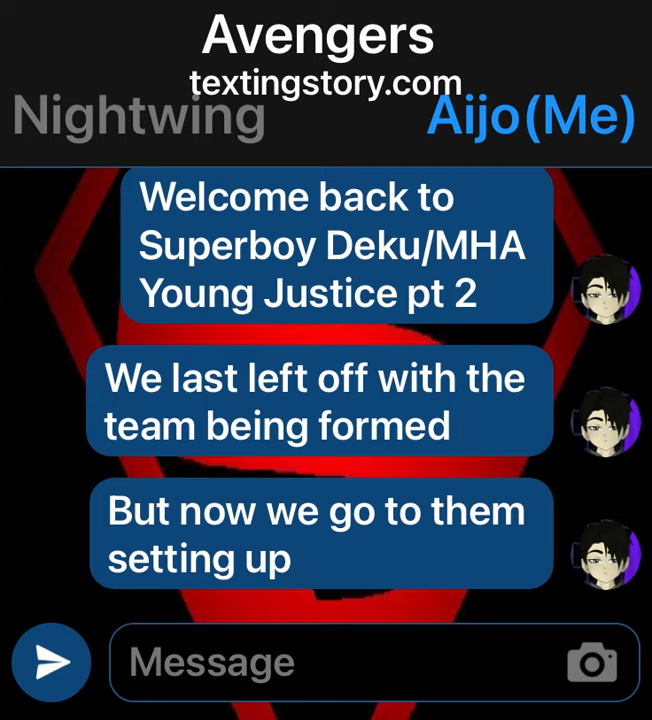 Avengers
textingstory.com
Nightwing
Aijo(Me)
Welcome back to
Superboy Deku/MHA
Young Justice pt 2
We last left off with the
team being formed
But now we go to them
setting up
Message